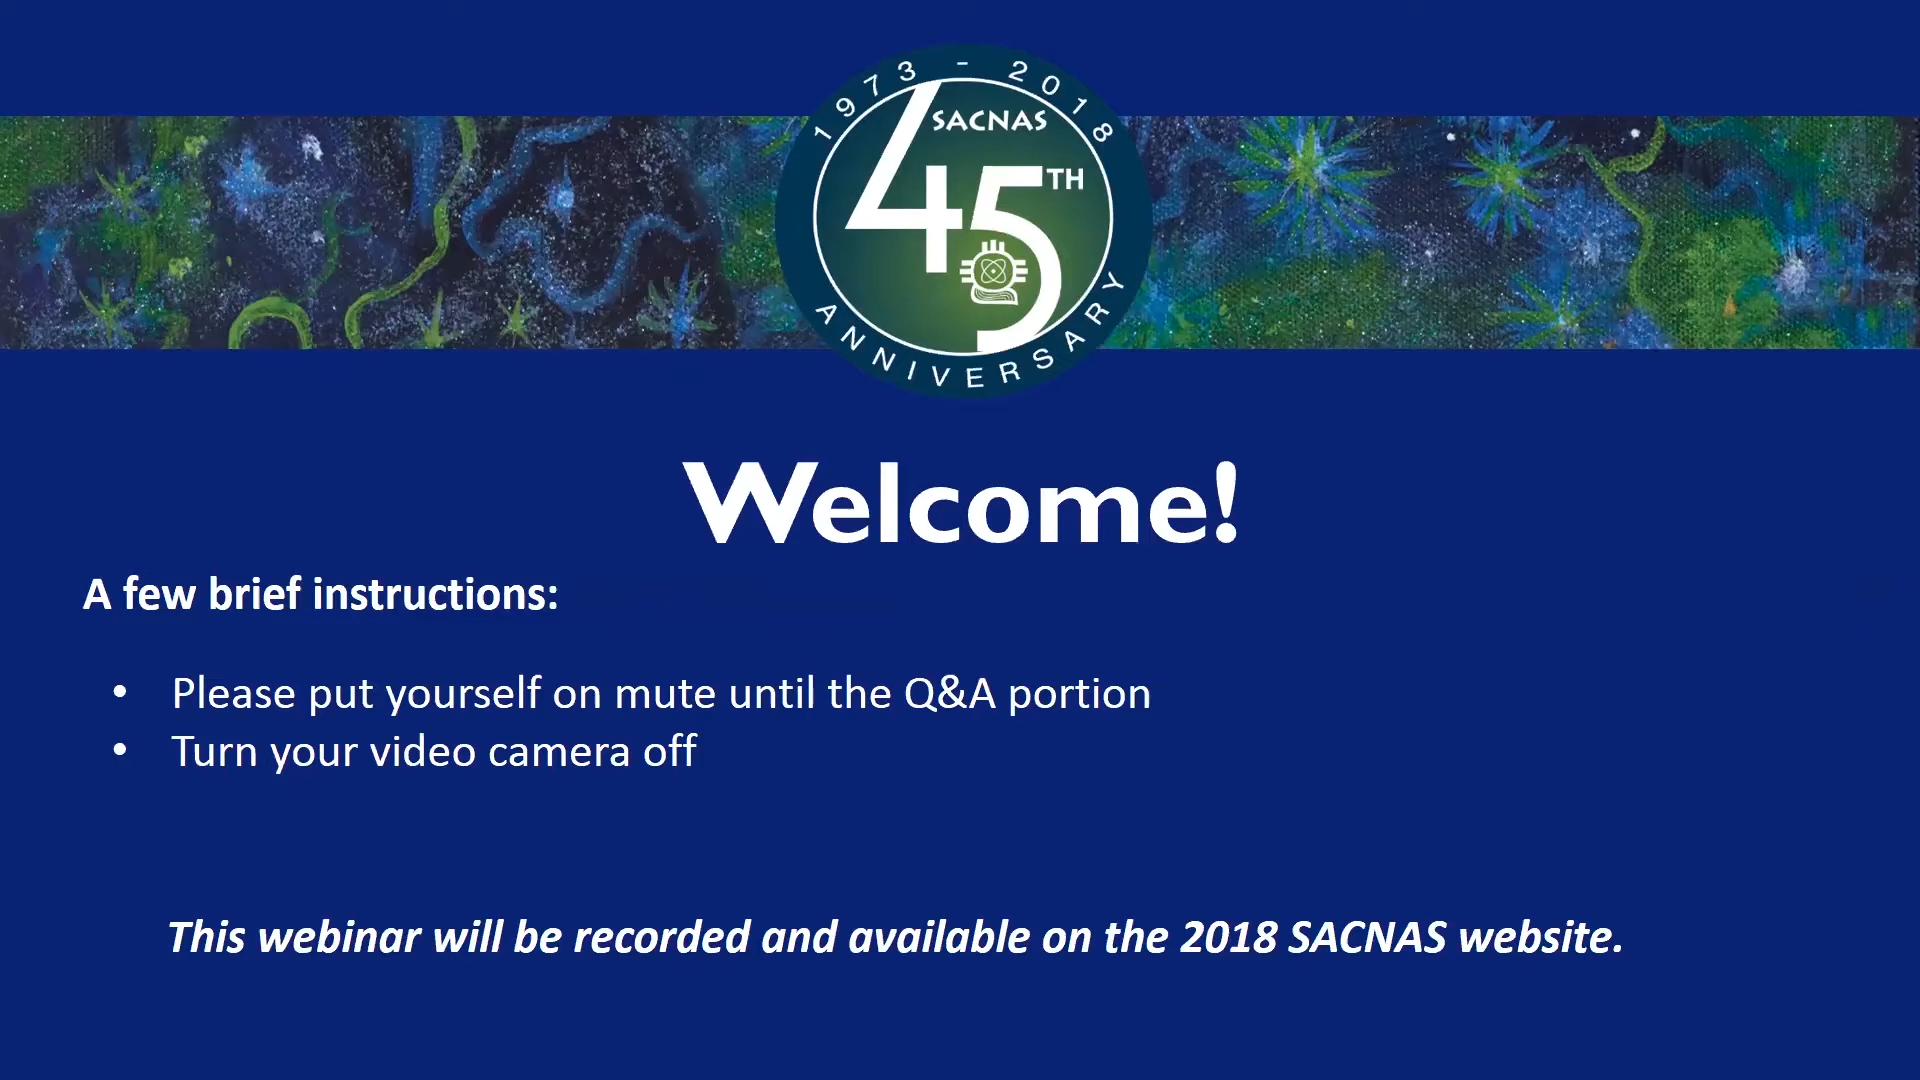 1973 - 2018
SACNAS
45TH
ANNIVERSARY
Welcome!
A few brief instructions:
• Please put yourself on mute until the Q&A portion
• Turn your video camera off
This webinar will be recorded and available on the 2018 SACNAS website.